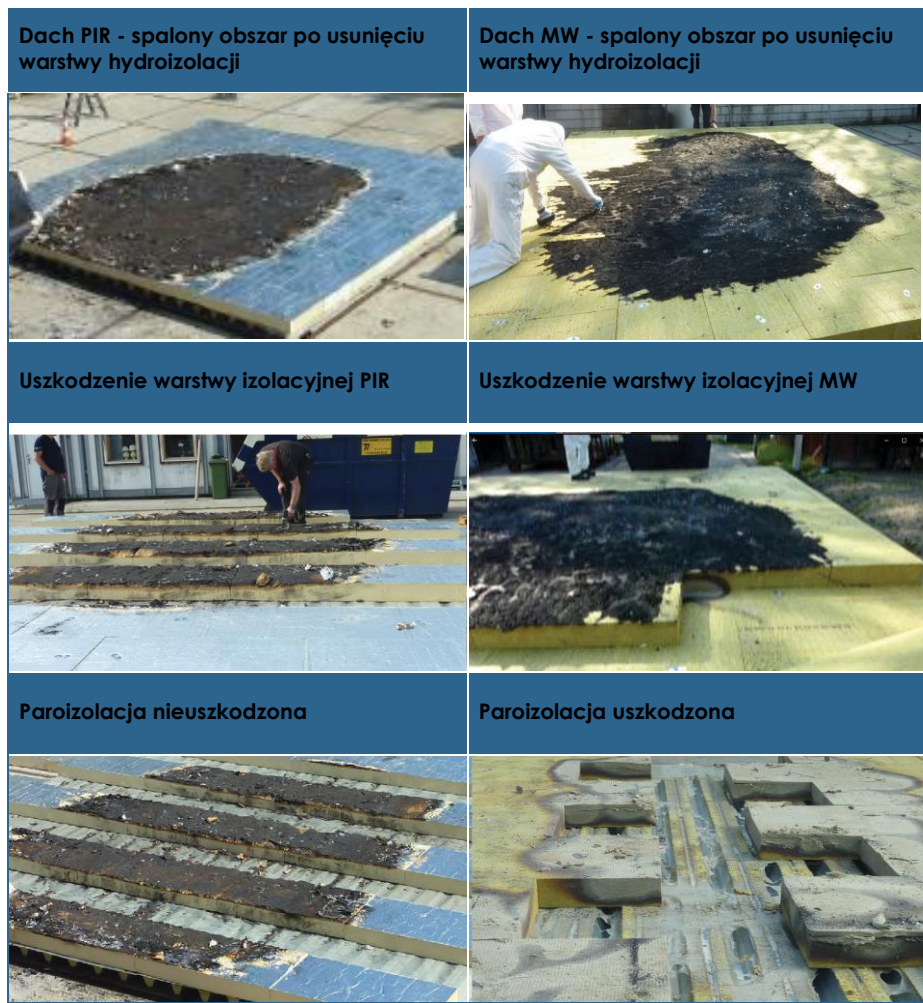 Dach PIR - spalony obszar po usunięciu
warstwy hydroizolacji
Dach MW - spalony obszar po usunięciu
warstwy hydroizolacji
Uszkodzenie warstwy izolacyjnej PIR
Uszkodzenie warstwy izolacyjnej MW
Paroizolacja nieuszkodzona
Paroizolacja uszkodzona